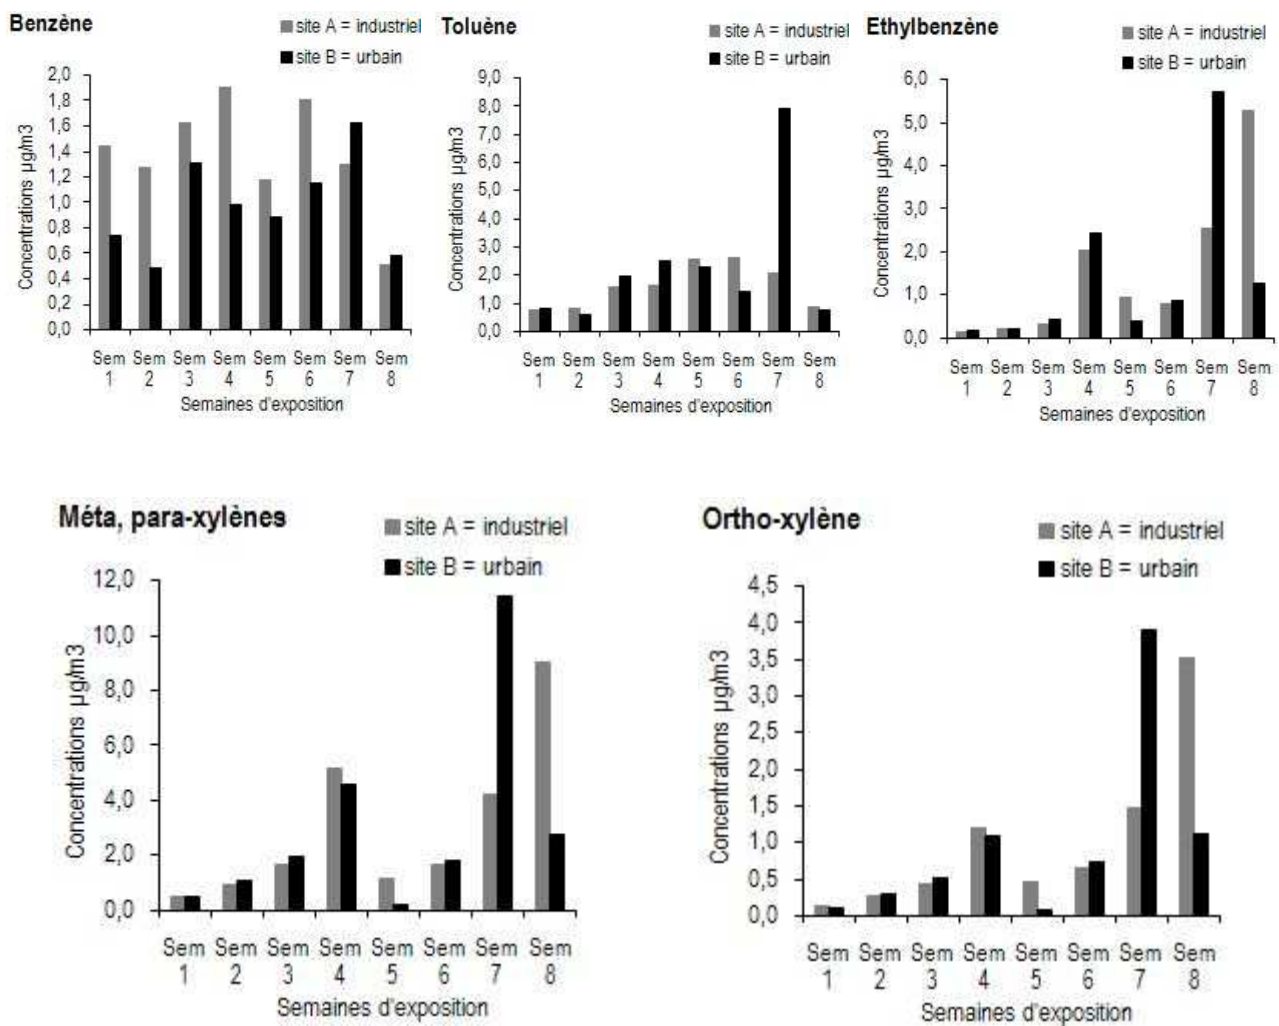 Benzène
site A = industriel
site B = urbain
Concentrations µg/m3
2,0
1,8
1,6
1,4
1,2
1,0
0,8
0,6
0,4
0,2
0,0
Sem Sem Sem Sem Sem Sem Sem Sem
1 2 3 4 5 6 7 8
Semaines d'exposition
Toluène
site A = industriel
site B = urbain
Concentrations µg/m3
9,0
8,0
7,0
6,0
5,0
4,0
3,0
2,0
1,0
0,0
Sem Sem Sem Sem Sem Sem Sem Sem
1 2 3 4 5 6 7 8
Semaines d'exposition
Ethylbenzène
site A = industriel
site B = urbain
Concentrations µg/m3
6,0
5,0
4,0
3,0
2,0
1,0
0,0
Sem Sem Sem Sem Sem Sem Sem Sem
1 2 3 4 5 6 7 8
Semaines d'exposition
Méta, para-xylènes
site A = industriel
site B = urbain
Concentrations µg/m3
12,0
10,0
8,0
6,0
4,0
2,0
0,0
Sem Sem Sem Sem Sem Sem Sem Sem
1 2 3 4 5 6 7 8
Semaines d'exposition
Ortho-xylène
site A = industriel
site B = urbain
Concentrations µg/m3
4,5
4,0
3,5
3,0
2,5
2,0
1,5
1,0
0,5
0,0
Sem Sem Sem Sem Sem Sem Sem Sem
1 2 3 4 5 6 7 8
Semaines d'exposition